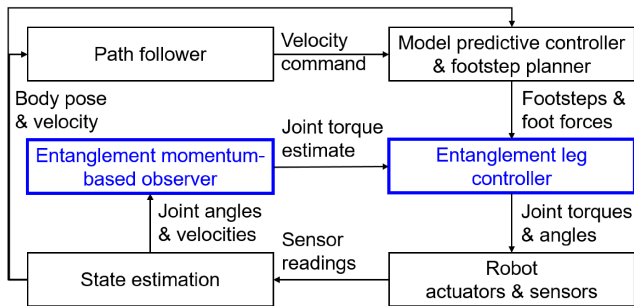 Path follower
Velocity
command
Model predictive controller
& footstep planner
Body pose
& velocity
Footsteps &
foot forces
Entanglement momentum-
based observer
Joint torque
estimate
Entanglement leg
controller
Joint angles
& velocities
Joint torques
& angles
State estimation
Sensor
readings
Robot
actuators & sensors